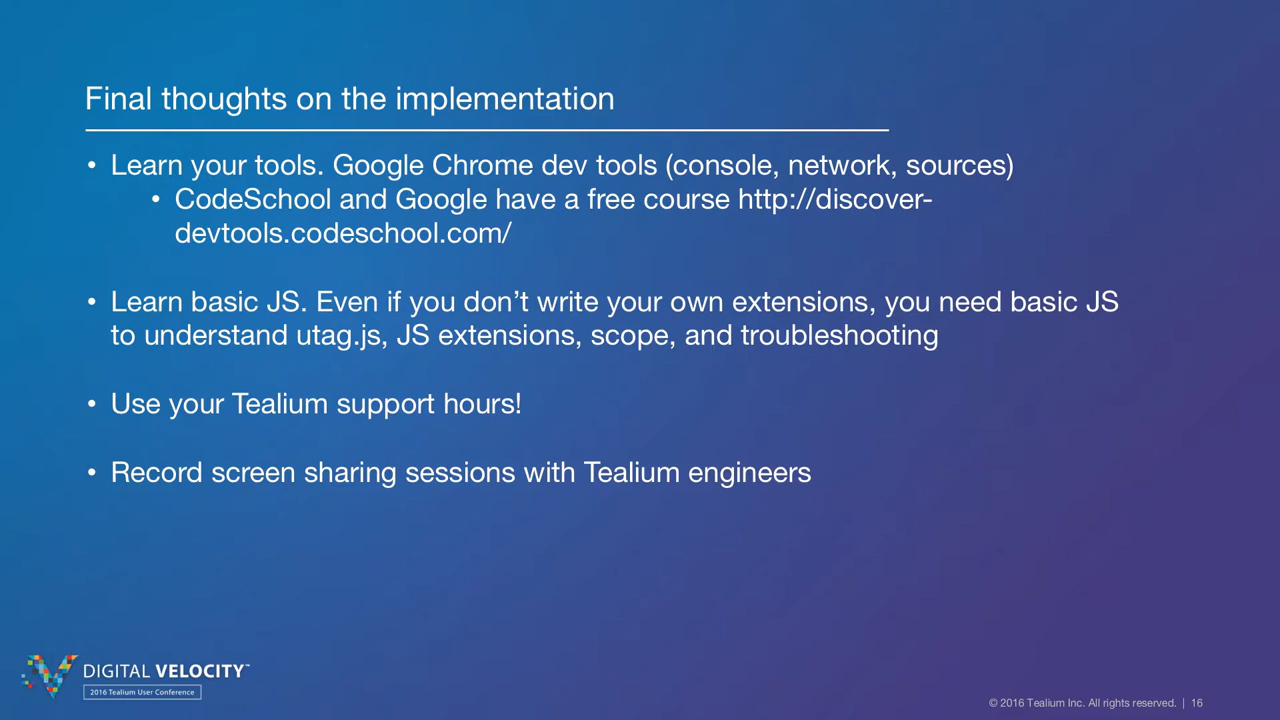 Final thoughts on the implementation
• Learn your tools. Google Chrome dev tools (console, network, sources)
• CodeSchool and Google have a free course http://discover-
devtools.codeschool.com/
• Learn basic JS. Even if you don’t write your own extensions, you need basic JS
to understand utag.js, JS extensions, scope, and troubleshooting
• Use your Tealium support hours!
• Record screen sharing sessions with Tealium engineers
DIGITAL VELOCITY™
2016 Tealium User Conference
© 2016 Tealium Inc. All rights reserved. | 16